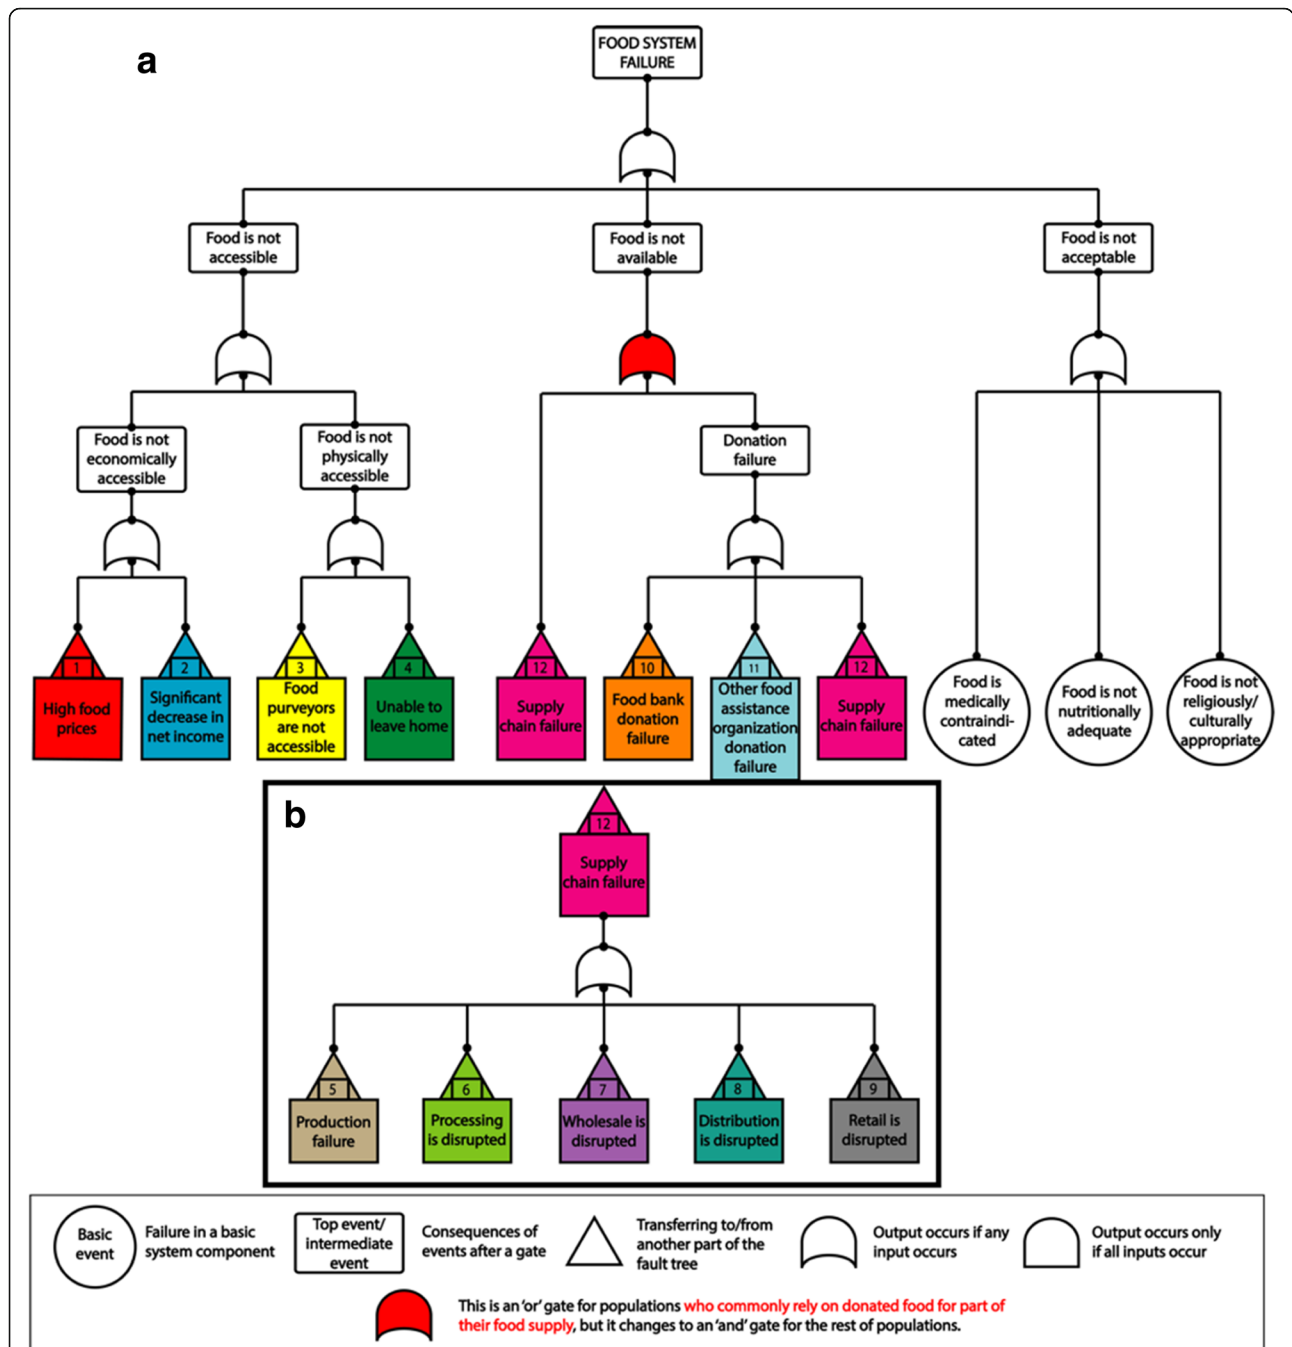 a
FOOD SYSTEM
FAILURE
Food is not
accessible
Food is not
available
Food is not
acceptable
Food is not
economically
accessible
Food is not
physically
accessible
Donation
failure
1
High food
prices
2
Significant
decrease in
net income
3
Food
purveyors
are not
accessible
4
Unable to
leave home
12
Supply
chain failure
10
Food bank
donation
failure
11
Other food
assistance
organization
donation
failure
12
Supply
chain failure
Food is
medically
contraindi-
cated
Food is not
nutritionally
adequate
Food is not
religiously/
culturally
appropriate
b
12
Supply
chain failure
5
Production
failure
6
Processing
is disrupted
7
Wholesale is
disrupted
8
Distribution
is disrupted
9
Retail is
disrupted
Basic
event
Failure in a basic
system component
Top event/
intermediate
event
Consequences of
events after a gate
Transferring to/from
another part of the
fault tree
Output occurs if any
input occurs
Output occurs only
if all inputs occur
This is an 'or' gate for populations who commonly rely on donated food for part of
their food supply, but it changes to an 'and' gate for the rest of populations.